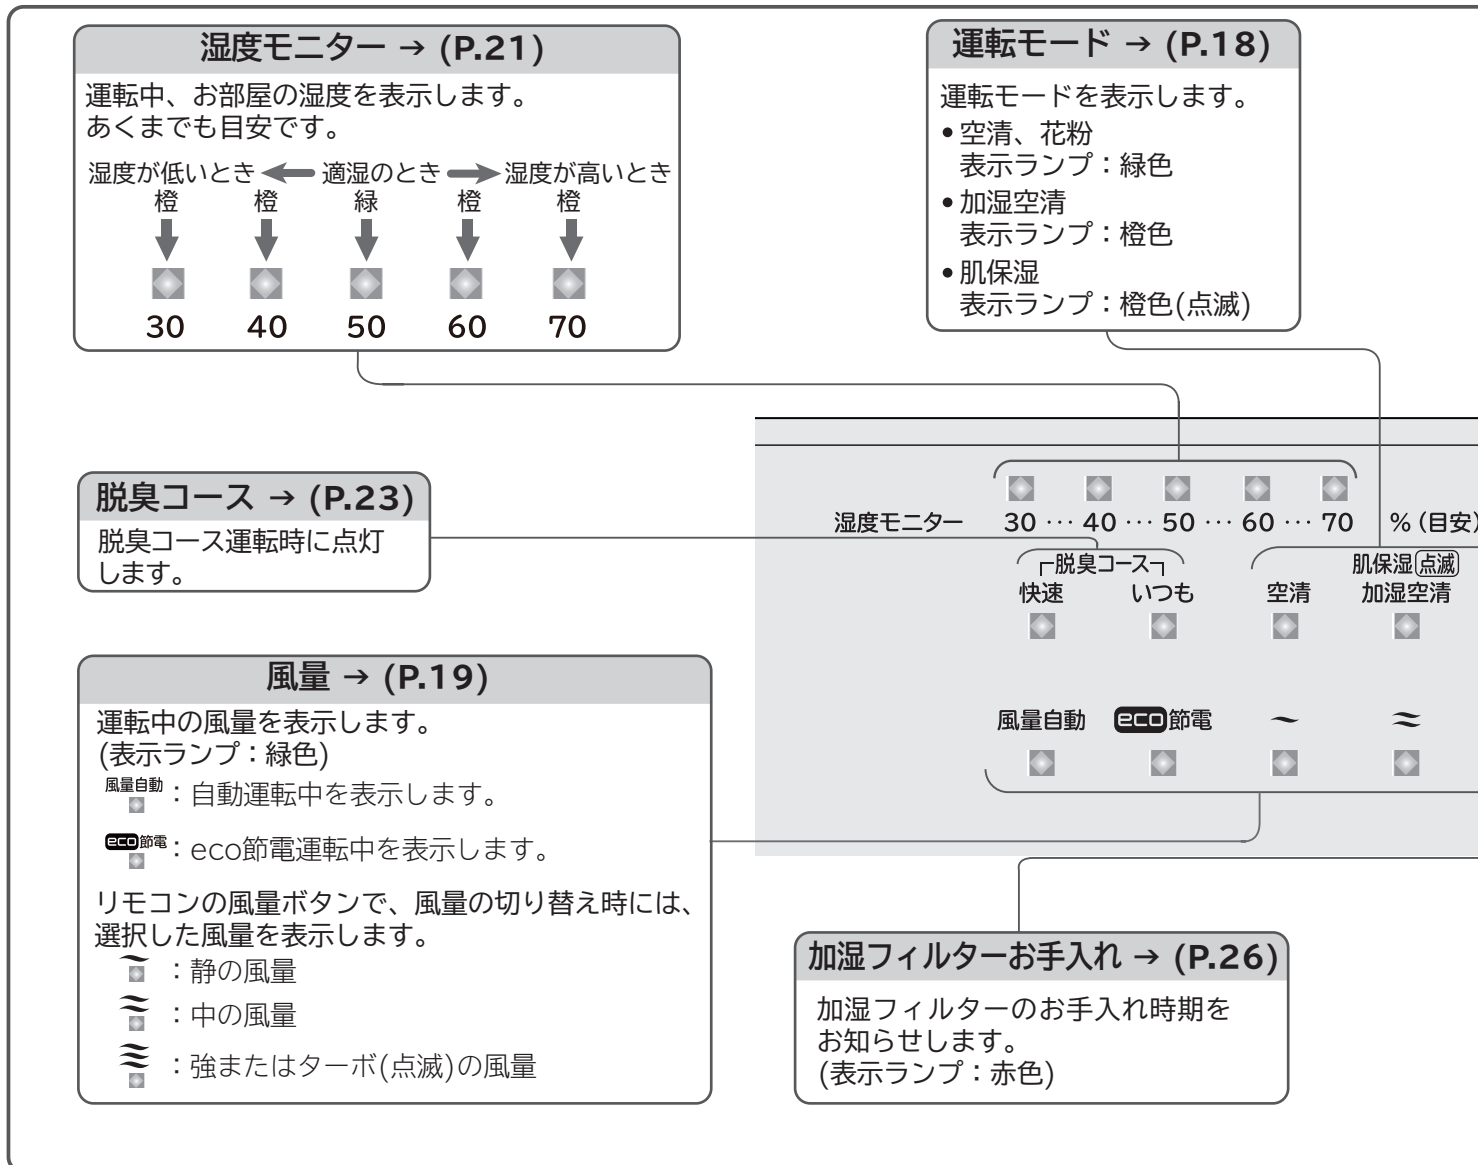 湿度モニター → (P.21)
運転中、お部屋の湿度を表示します。
あくまでも目安です。
湿度が低いとき 適湿のとき 湿度が高いとき
橙 橙 緑 橙 橙
30 40 50 60 70
運転モード → (P.18)
運転モードを表示します。
•空清、花粉
表示ランプ：緑色
•加湿空清
表示ランプ：橙色
•肌保湿
表示ランプ：橙色(点滅)
脱臭コース → (P.23)
脱臭コース運転時に点灯
します。
湿度モニター 30 … 40 … 50 … 60 … 70 % (目安)
脱臭コース 肌保湿 点滅
快速 いつも 空清 加湿空清
風量自動 eco節電
風量 → (P.19)
運転中の風量を表示します。
(表示ランプ：緑色)
風量自動：自動運転中を表示します。
eco節電：eco節電運転中を表示します。
リモコンの風量ボタンで、風量の切り替え時には、
選択した風量を表示します。
：静の風量
：中の風量
：強またはターボ(点滅)の風量
加湿フィルターお手入れ → (P.26)
加湿フィルターのお手入れ時期を
お知らせします。
(表示ランプ：赤色)